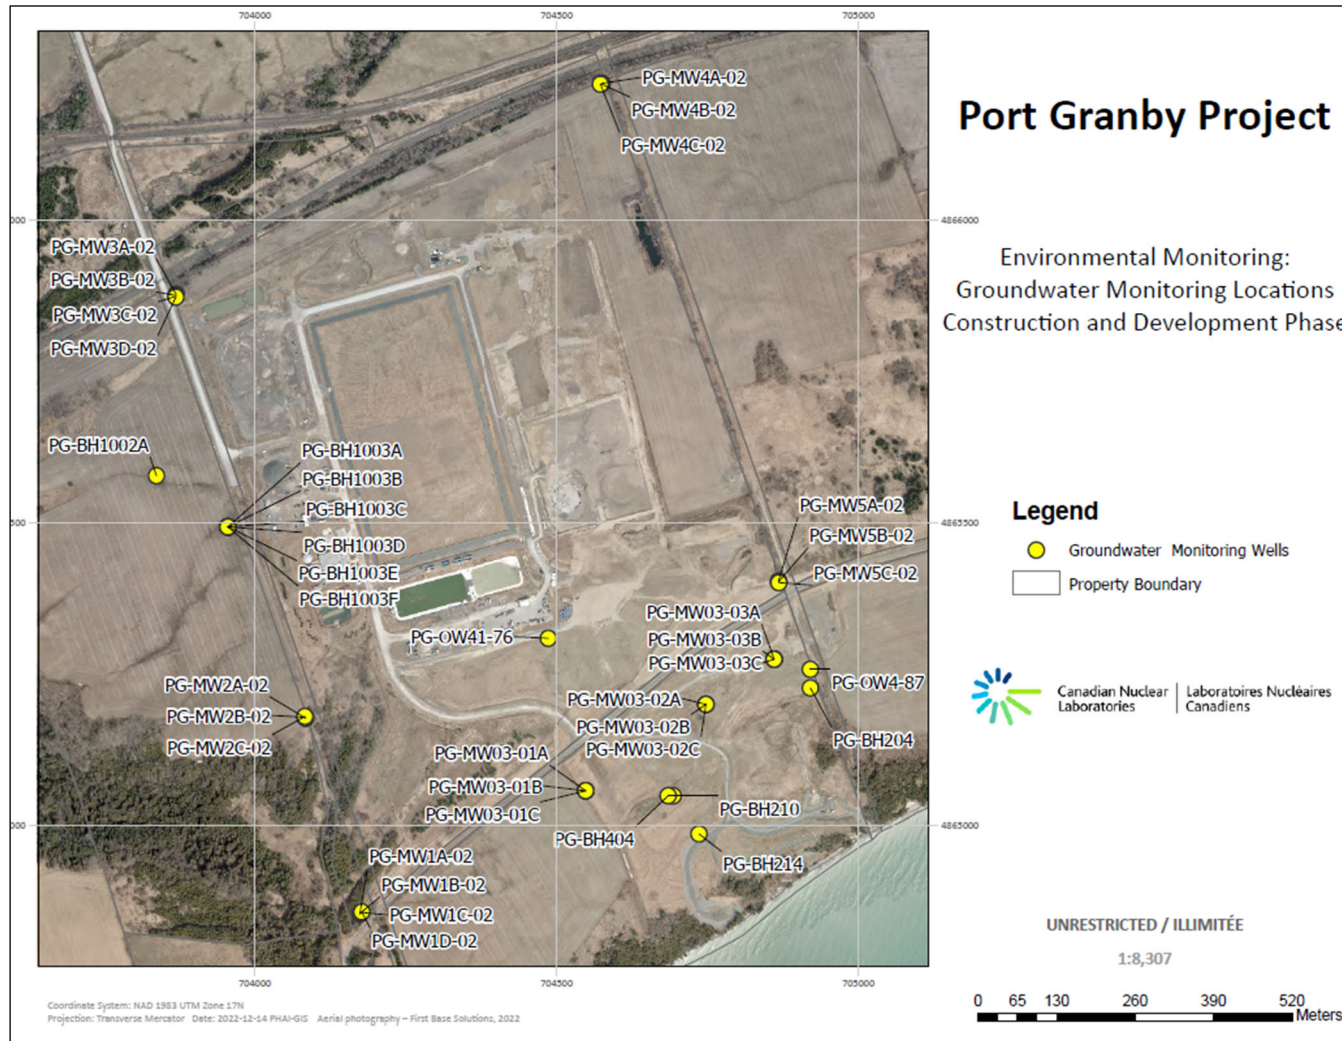 704000
704500
705000
Port Granby Project
Environmental Monitoring:
Groundwater Monitoring Locations
Construction and Development Phase
PG-MW4A-02
PG-MW4B-02
PG-MW4C-02
000
4866000
PG-MW3A-02
PG-MW3B-02
PG-MW3C-02
PG-MW3D-02
PG-BH1002A
PG-BH1003A
PG-BH1003B
PG-BH1003C
PG-BH1003D
PG-BH1003E
PG-BH1003F
500
4865500
PG-MW5A-02
PG-MW5B-02
PG-MW5C-02
PG-MW03-03A
PG-MW03-03B
PG-MW03-03C
PG-OW41-76
PG-OW4-87
PG-BH204
PG-MW2A-02
PG-MW2B-02
PG-MW2C-02
PG-MW03-02A
PG-MW03-02B
PG-MW03-02C
PG-MW03-01A
PG-MW03-01B
PG-MW03-01C
PG-BH210
PG-BH404
PG-BH214
000
4865000
PG-MW1A-02
PG-MW1B-02
PG-MW1C-02
PG-MW1D-02
704000
704500
705000
Legend
Groundwater Monitoring Wells
Property Boundary
Canadian Nuclear Laboratories
Laboratoires Nucléaires Canadiens
UNRESTRICTED / ILLIMITÉE
1:8,307
0 65 130 260 390 520
Meters
Coordinate System: NAD 1983 UTM Zone 17N
Projection: Transverse Mercator Date: 2022-12-14 PHAI-GIS Aerial photography – First Base Solutions, 2022